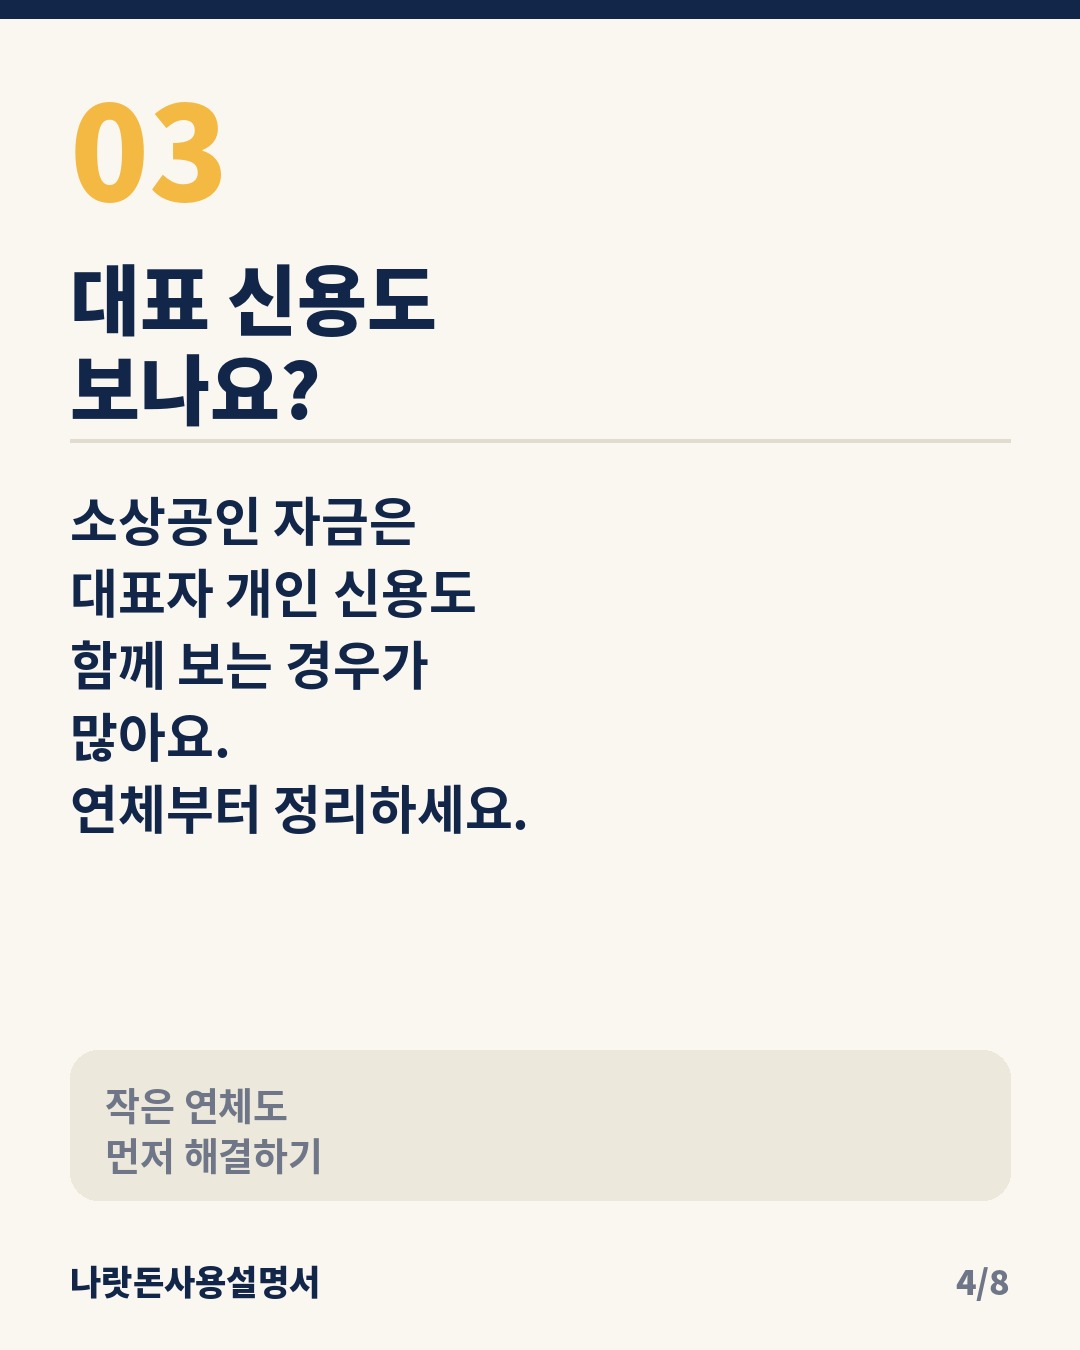 03
대표 신용도
보나요?
소상공인 자금은
대표자 개인 신용도
함께 보는 경우가
많아요.
연체부터 정리하세요.
작은 연체도
먼저 해결하기
나랏돈사용설명서
4/8